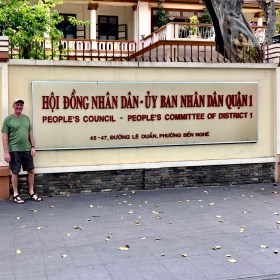 HỘI ĐỒNG NHÂN DÂN - ỦY BAN NHÂN DÂN QUẬN 1
PEOPLE'S COUNCIL - PEOPLE'S COMMITTEE OF DISTRICT 1
45 - 47, ĐƯỜNG LÊ DUẨN, PHƯỜNG BẾN NGHÉ